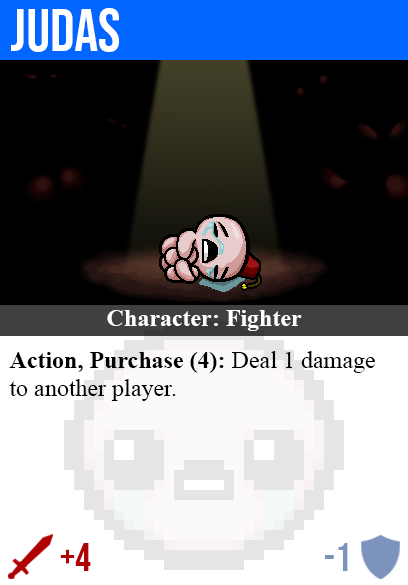 JUDAS
Character: Fighter
Action, Purchase (4): Deal 1 damage
to another player.
+4
-1